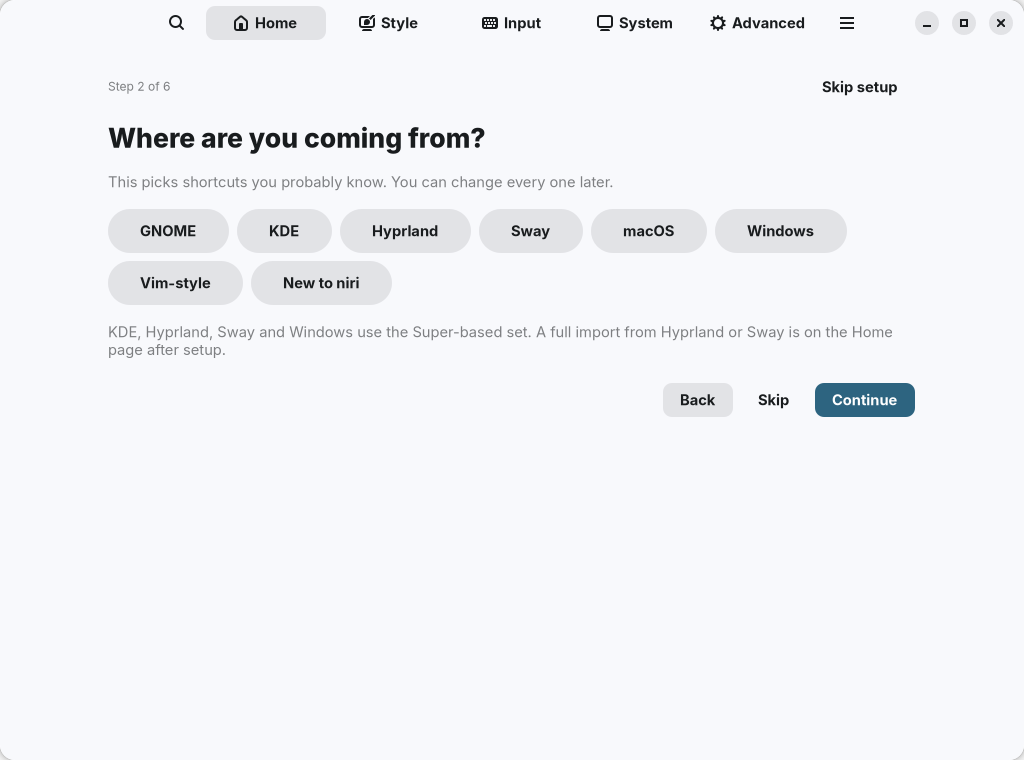 Home
Style
Input
System
Advanced
Step 2 of 6
Skip setup
Where are you coming from?
This picks shortcuts you probably know. You can change every one later.
GNOME
KDE
Hyprland
Sway
macOS
Windows
Vim-style
New to niri
KDE, Hyprland, Sway and Windows use the Super-based set. A full import from Hyprland or Sway is on the Home
page after setup.
Back
Skip
Continue